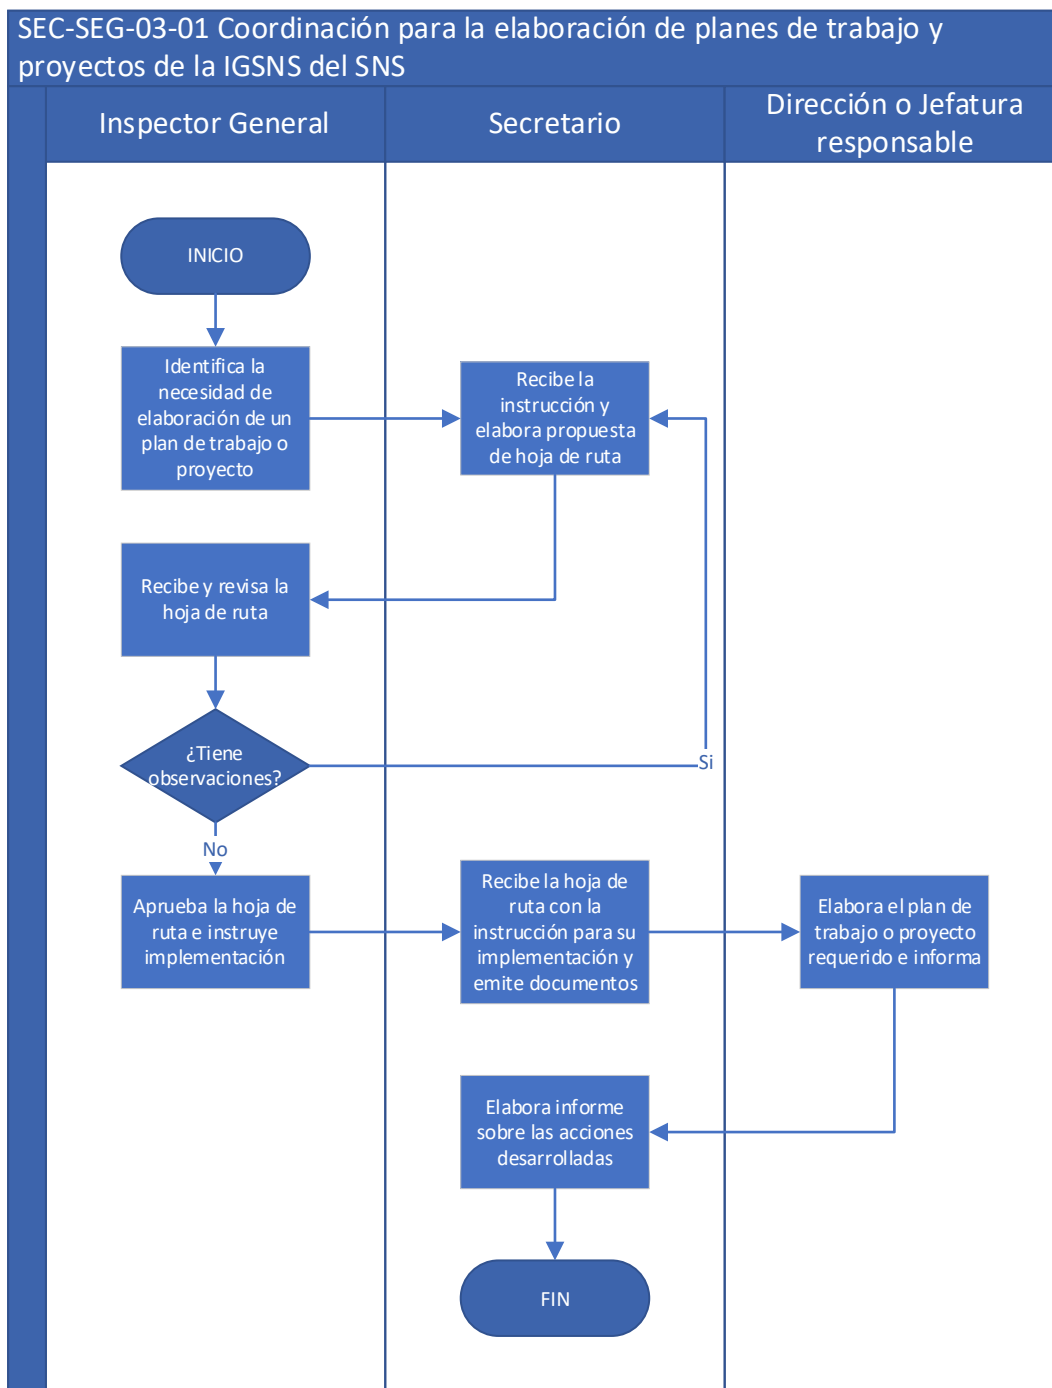 SEC-SEG-03-01 Coordinación para la elaboración de planes de trabajo y
proyectos de la IGSNS del SNS
Inspector General
Secretario
Dirección o Jefatura
responsable
INICIO
Identifica la
necesidad de
elaboración de un
plan de trabajo o
proyecto
Recibe la
instrucción y
elabora propuesta
de hoja de ruta
Recibe y revisa la
hoja de ruta
¿Tiene
observaciones?
Si
No
Aprueba la hoja de
ruta e instruye
implementación
Recibe la hoja de
ruta con la
instrucción para su
implementación y
emite documentos
Elabora el plan de
trabajo o proyecto
requerido e informa
Elabora informe
sobre las acciones
desarrolladas
FIN